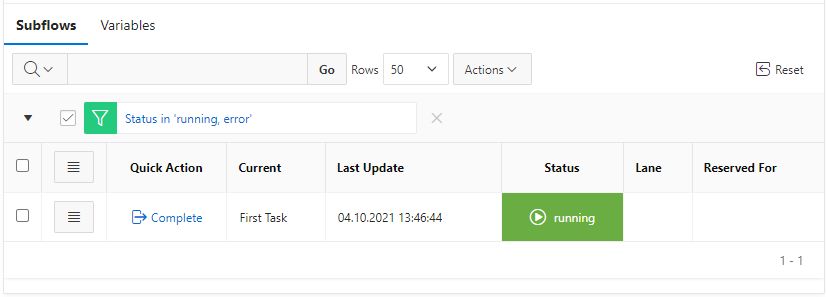 Subflows Variables
Go Rows 50 Actions Reset
Status in 'running, error'
Quick Action Current Last Update Status Lane Reserved For
Complete First Task 04.10.2021 13:46:44 running
1 - 1